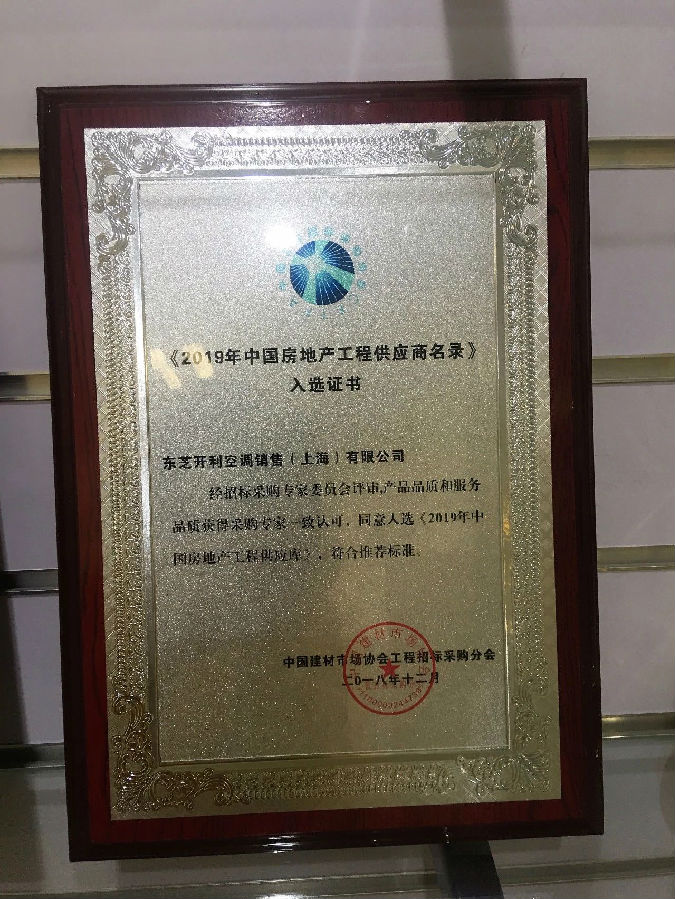 《2019年中国房地产工程供应商名录》
入选证书
东芝开利空调销售（上海）有限公司
经招标采购专家委员会评审,产品品质和服务
品质获得采购专家一致认可，同意入选《2019年中
国房地产工程供应库》，符合推荐标准。
中国建材市场协会工程招标采购分会
二0一八年十二月